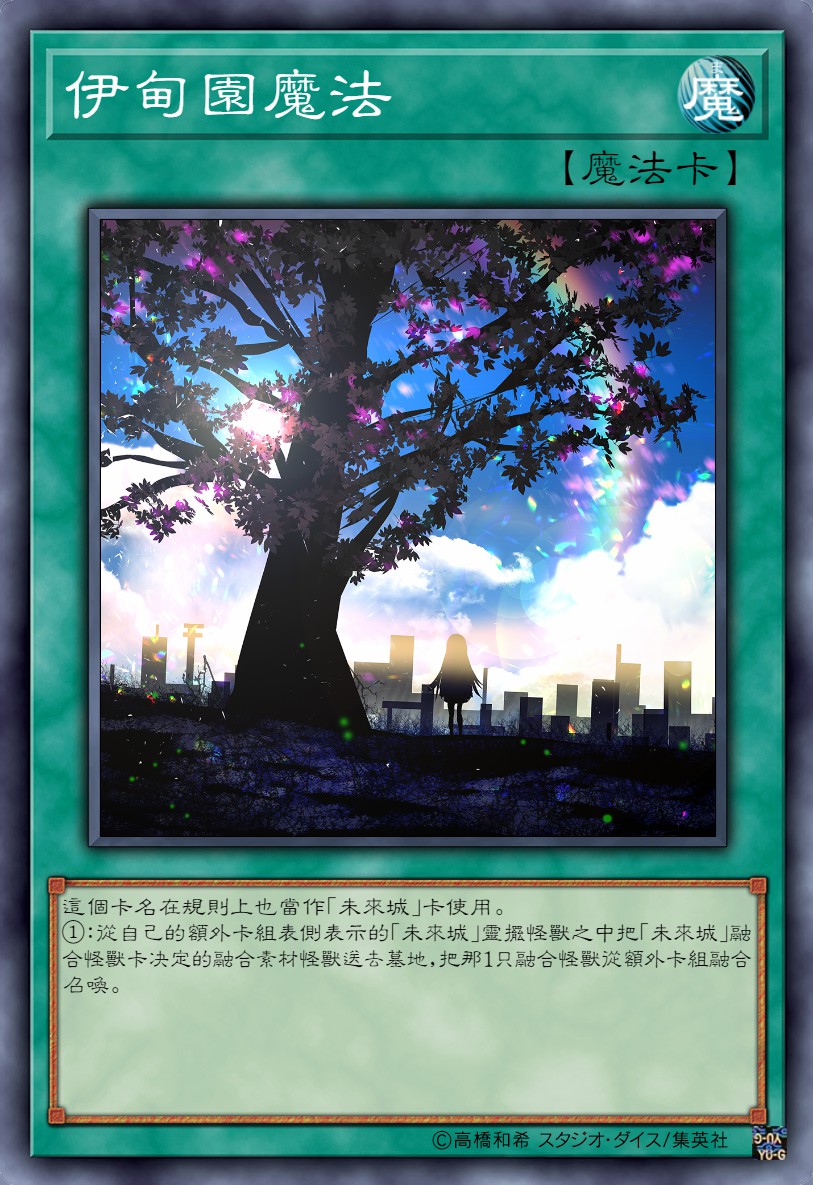 伊甸園魔法
ま
魔
【魔法卡】
這個卡名在規則上也當作「未來城」卡使用。
①:從自己的額外卡組表側表示的「未來城」靈擺怪獸之中把「未來城」融
合怪獸卡決定的融合素材怪獸送去墓地,把那1只融合怪獸從額外卡組融合
召喚。
©高橋和希 スタジオ・ダイス/集英社